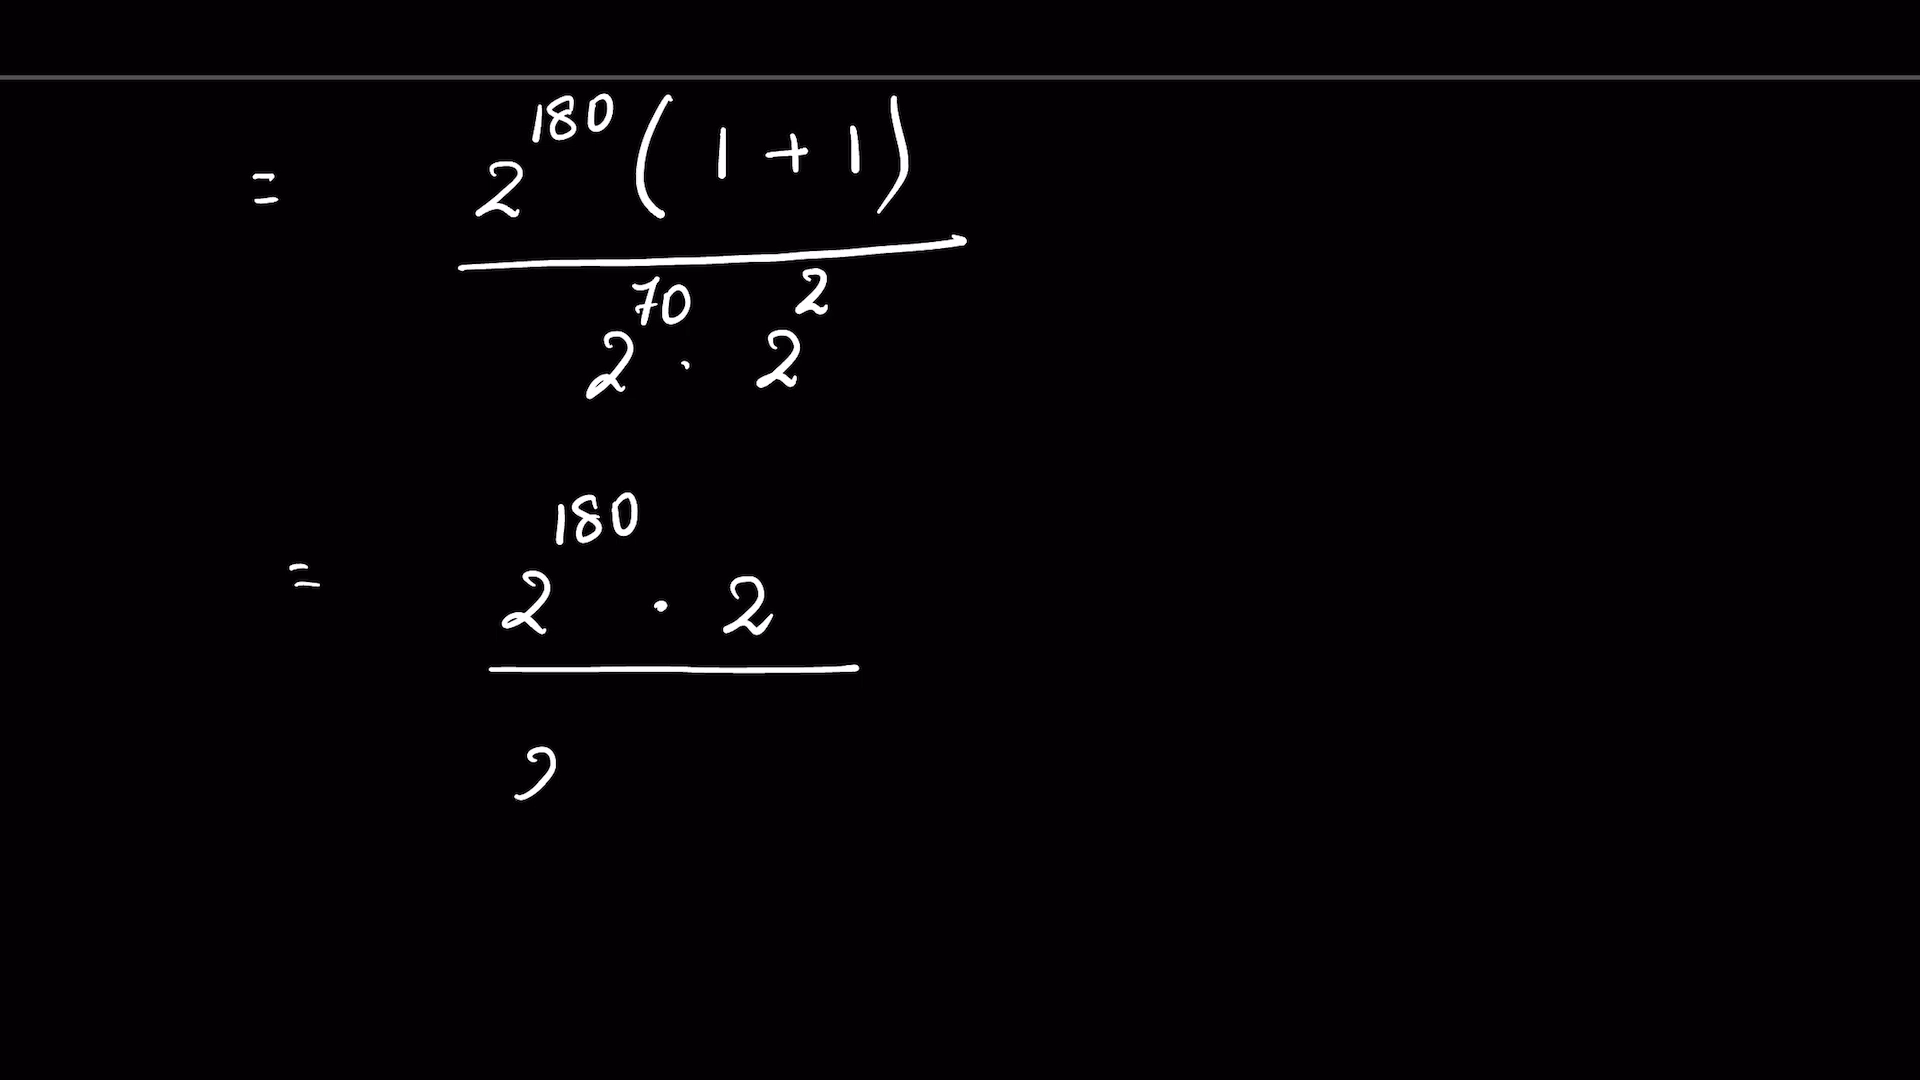 = 2^180 ( 1 + 1 )
2^70 · 2^2
= 2^180 · 2